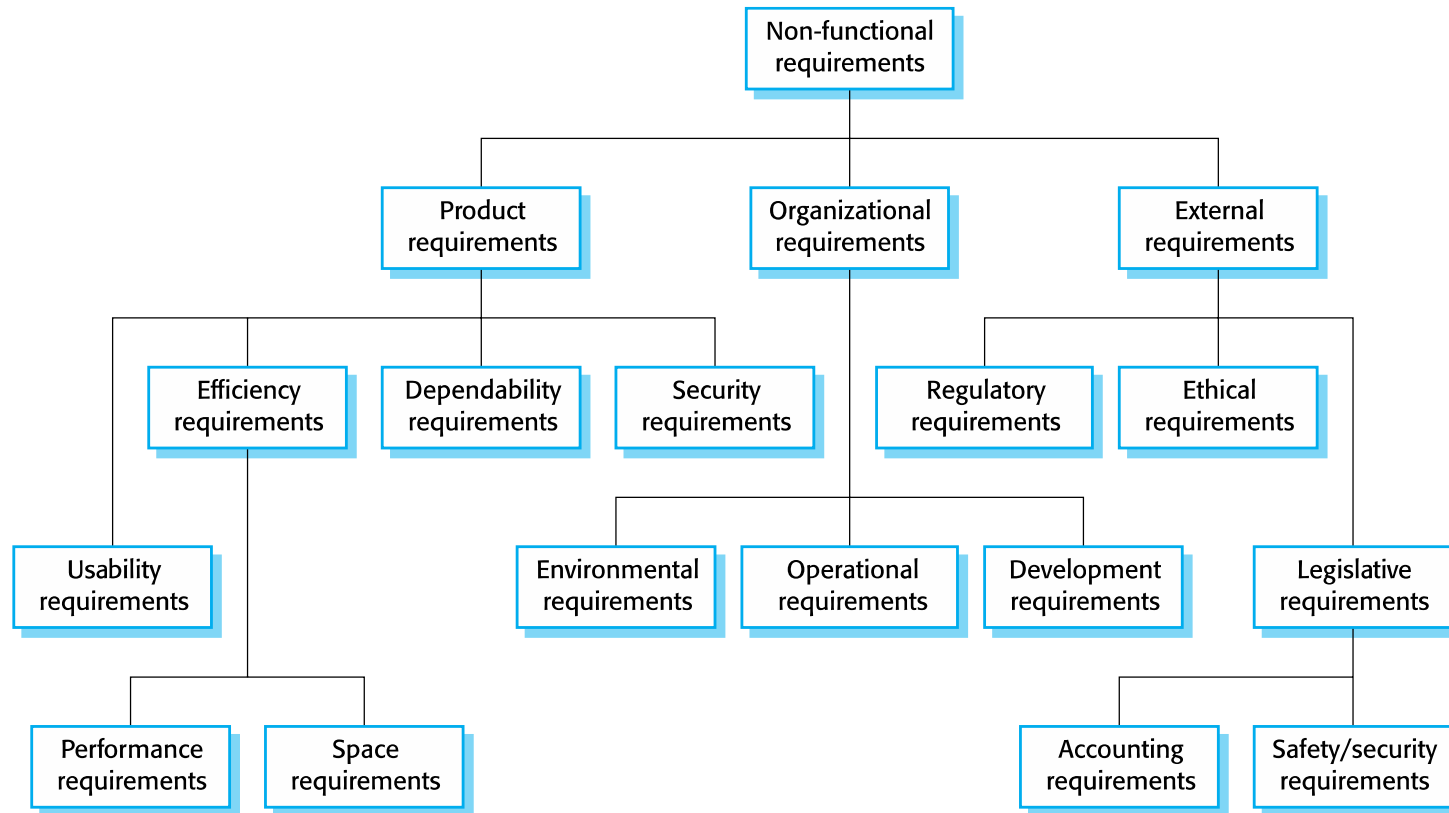 Non-functional
requirements
Product
requirements
Organizational
requirements
External
requirements
Efficiency
requirements
Dependability
requirements
Security
requirements
Regulatory
requirements
Ethical
requirements
Usability
requirements
Environmental
requirements
Operational
requirements
Development
requirements
Legislative
requirements
Performance
requirements
Space
requirements
Accounting
requirements
Safety/security
requirements